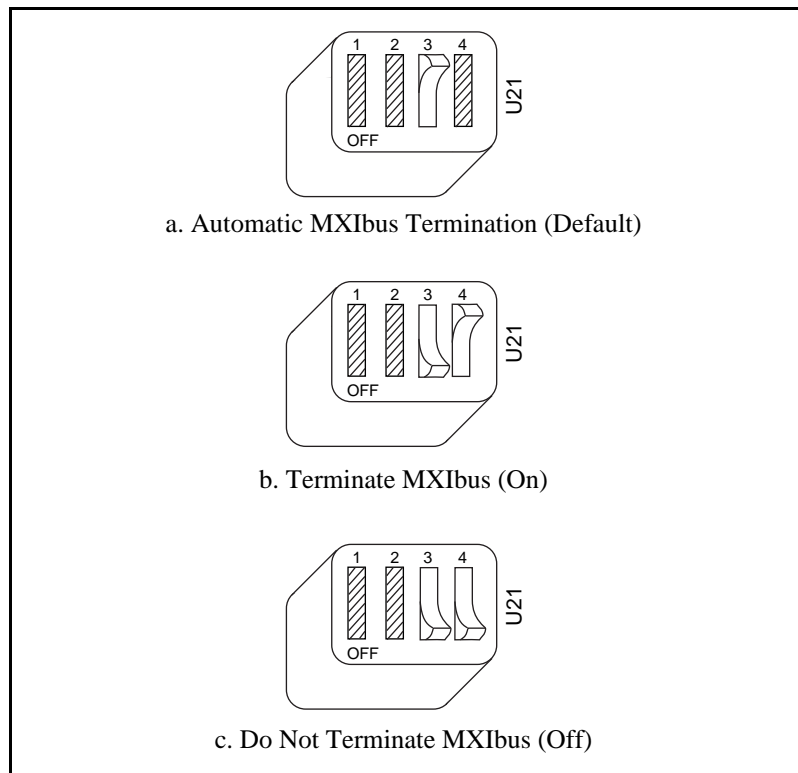 1 2 3 4
U21
OFF
a. Automatic MXIbus Termination (Default)
1 2 3 4
U21
OFF
b. Terminate MXIbus (On)
1 2 3 4
U21
OFF
c. Do Not Terminate MXIbus (Off)